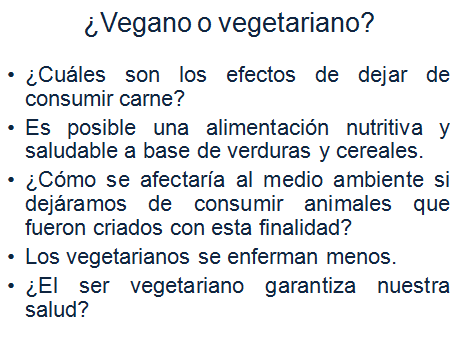 ¿Vegano o vegetariano?
• ¿Cuáles son los efectos de dejar de
consumir carne?
• Es posible una alimentación nutritiva y
saludable a base de verduras y cereales.
• ¿Cómo se afectaría al medio ambiente si
dejáramos de consumir animales que
fueron criados con esta finalidad?
• Los vegetarianos se enferman menos.
• ¿El ser vegetariano garantiza nuestra
salud?